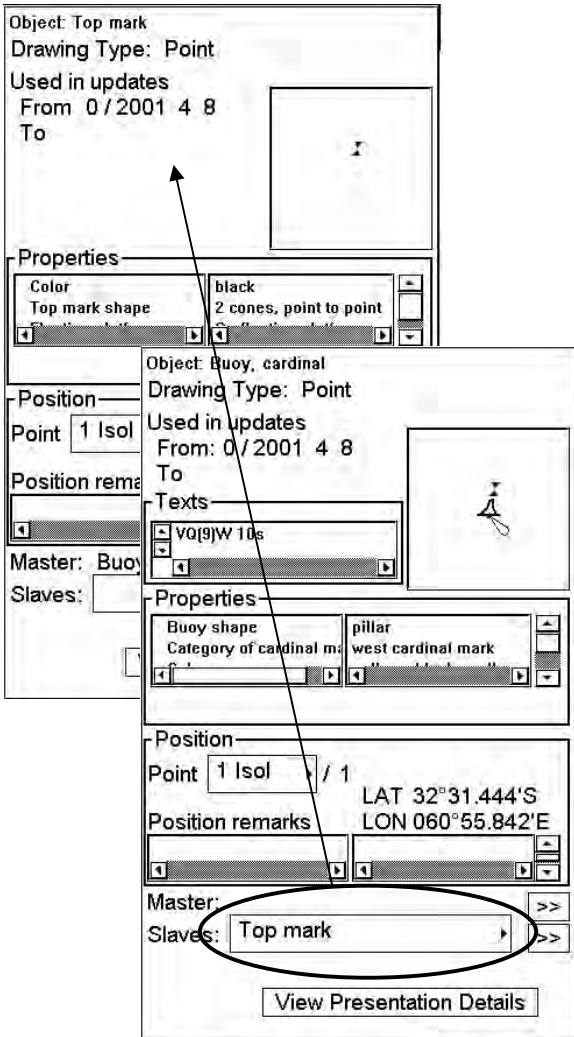 Object: Top mark
Drawing Type: Point
Used in updates
From 0 / 2001 4 8
To
Properties
Color black
Top mark shape 2 cones, point to point
Position
Point 1 Isol
Position rema
Master: Buoy
Slaves:
Object: Buoy, cardinal
Drawing Type: Point
Used in updates
From: 0 / 2001 4 8
To
Texts
VQ(9)W 10s
Properties
Buoy shape pillar
Category of cardinal ma west cardinal mark
Position
Point 1 Isol / 1
LAT 32°31.444'S
Position remarks LON 060°55.842'E
Master: >>
Slaves: Top mark >>
View Presentation Details